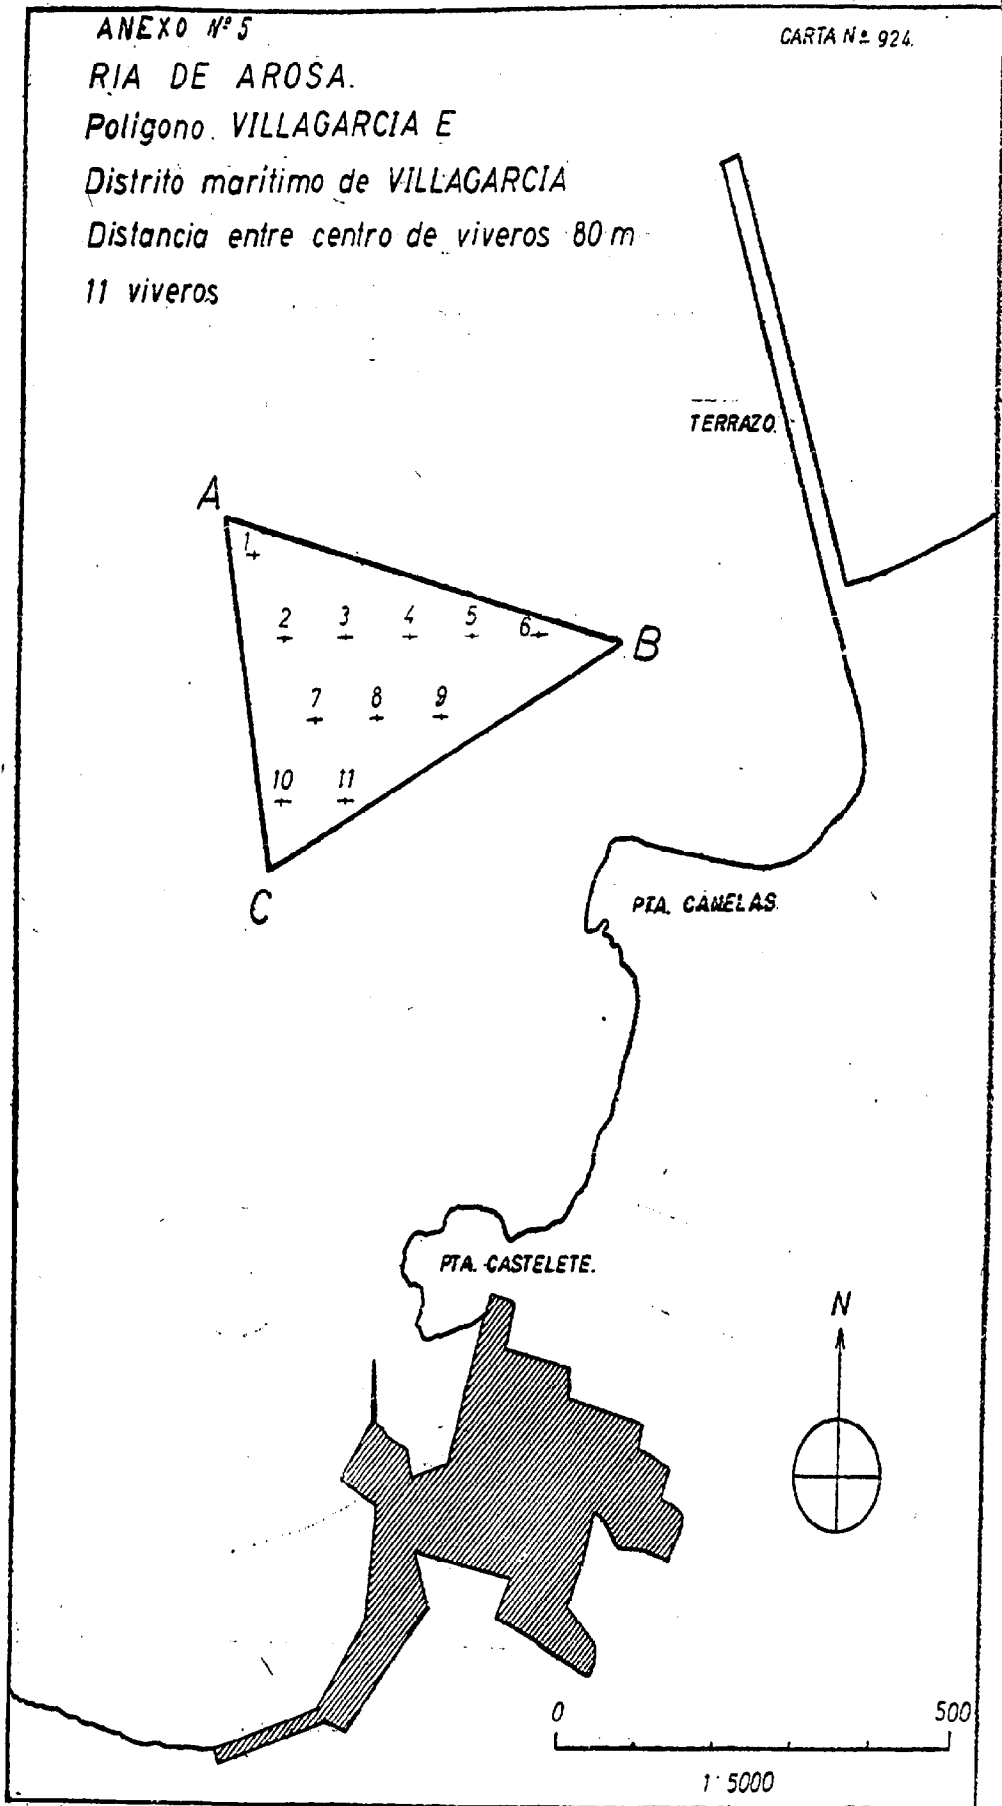 ANEXO Nº 5
CARTA Nº 924.
RIA DE AROSA.
Polígono. VILLAGARCIA E
Distrito marítimo de VILLAGARCIA
Distancia entre centro de viveros 80 m
11 viveros
TERRAZO.
A
1
2 3 4 5 6
B
7 8 9
10 11
C
PTA. CANELAS.
PTA. CASTELETE.
N
0 500
1:5000